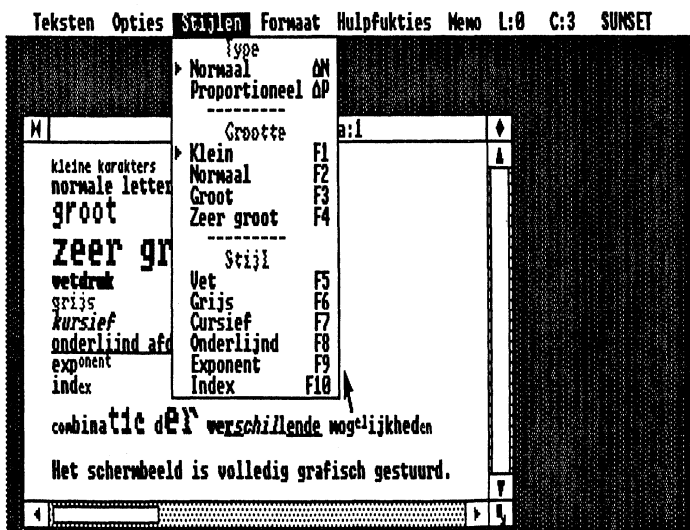 Teksten Opties Stijlen Formaat Hulpfukties Memo L:0 C:3 SUNSET
Type
Normaal ΔN
Proportioneel ΔP
Grootte
Klein F1
Normaal F2
Groot F3
Zeer groot F4
Stijl
Vet F5
Grijs F6
Cursief F7
Onderlijnd F8
Exponent F9
Index F10
a:1
kleine karakters
normale letter
groot
zeer gr
vetdruk
grijs
kursief
onderlijnd afd
exponent
index
combinatie der verschillende mogelijkheden
Het schermbeeld is volledig grafisch gestuurd.